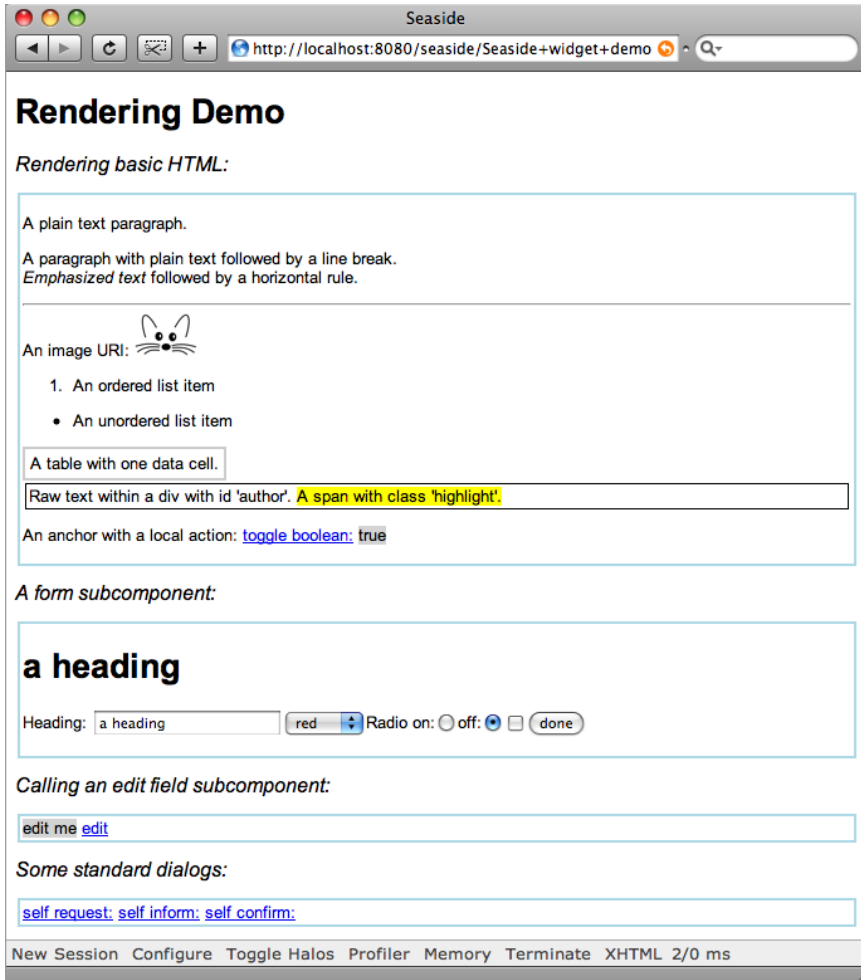 Seaside
http://localhost:8080/seaside/Seaside+widget+demo
Rendering Demo
Rendering basic HTML:
A plain text paragraph.
A paragraph with plain text followed by a line break.
Emphasized text followed by a horizontal rule.
An image URI:
1. An ordered list item
• An unordered list item
A table with one data cell.
Raw text within a div with id 'author'. A span with class 'highlight'.
An anchor with a local action: toggle boolean: true
A form subcomponent:
a heading
Heading: a heading red Radio on: off: done
Calling an edit field subcomponent:
edit me edit
Some standard dialogs:
self request: self inform: self confirm:
New Session Configure Toggle Halos Profiler Memory Terminate XHTML 2/0 ms